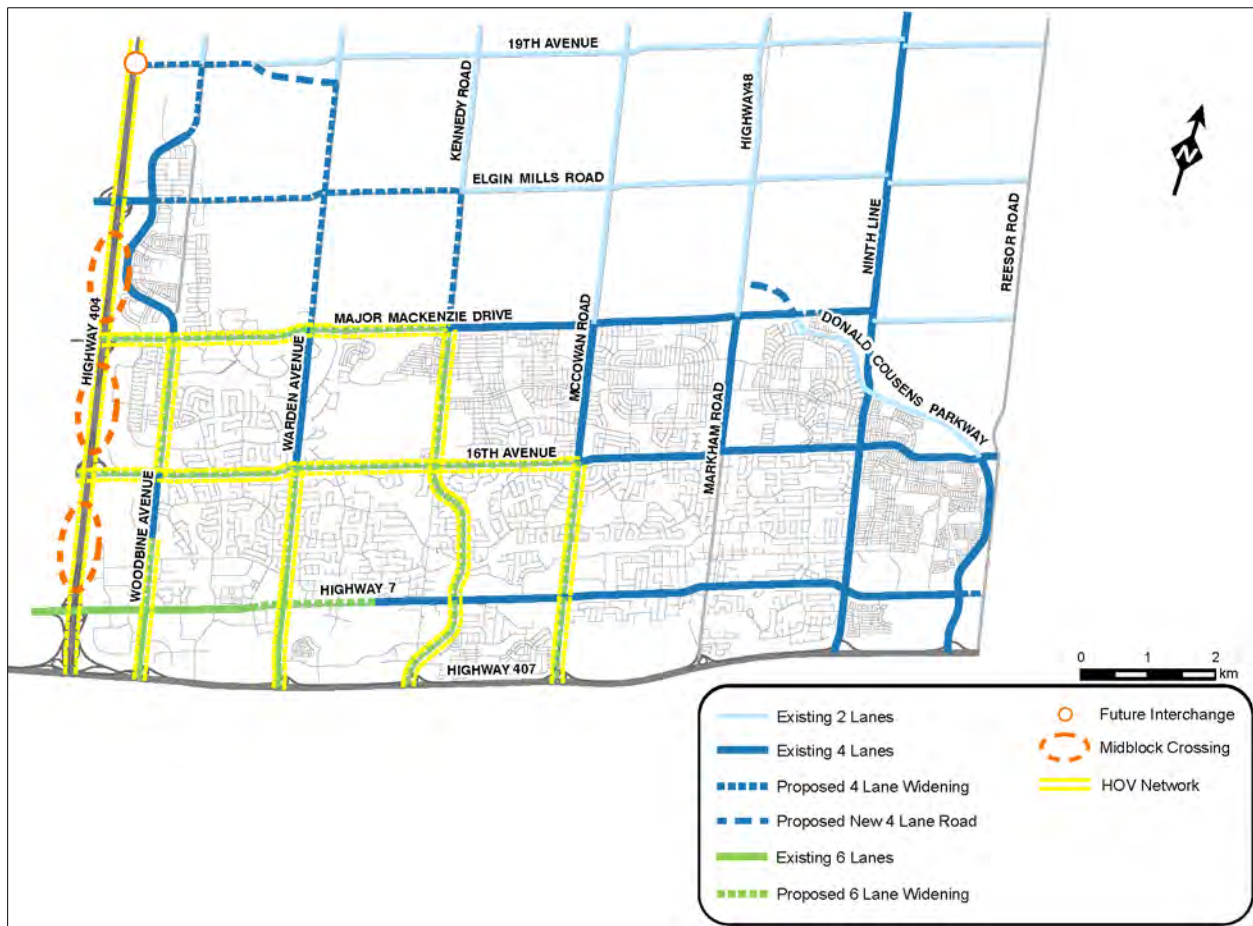 19TH AVENUE
KENNEDY ROAD
HIGHWAY48
N
ELGIN MILLS ROAD
NINTH LINE
REESOR ROAD
HIGHWAY 404
MAJOR MACKENZIE DRIVE
DONALD COUSENS PARKWAY
WARDEN AVENUE
MCCOWAN ROAD
MARKHAM ROAD
16TH AVENUE
WOODBINE AVENUE
HIGHWAY 7
HIGHWAY 407
0 1 2
km
Existing 2 Lanes
Existing 4 Lanes
Proposed 4 Lane Widening
Proposed New 4 Lane Road
Existing 6 Lanes
Proposed 6 Lane Widening
Future Interchange
Midblock Crossing
HOV Network